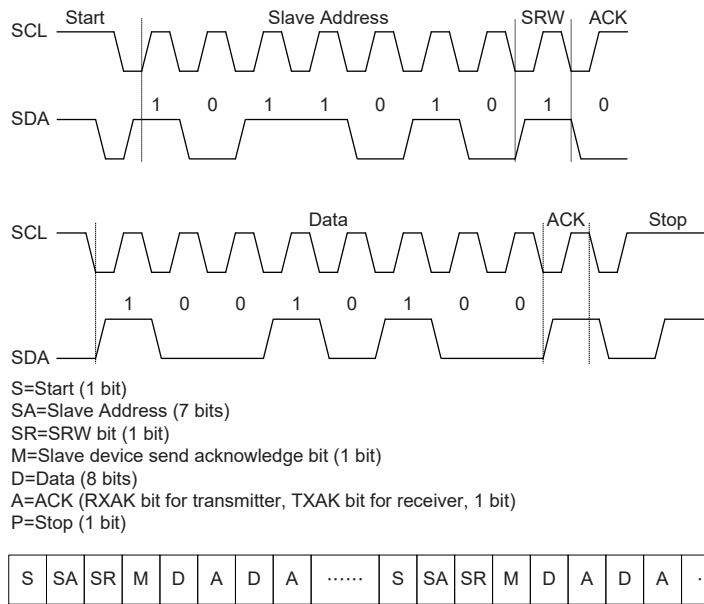 Start Slave Address SRW ACK
SCL
1 0 1 1 0 1 0 1 0
SDA
Data ACK Stop
SCL
1 0 0 1 0 1 0 0
SDA
S=Start (1 bit)
SA=Slave Address (7 bits)
SR=SRW bit (1 bit)
M=Slave device send acknowledge bit (1 bit)
D=Data (8 bits)
A=ACK (RXAK bit for transmitter, TXAK bit for receiver, 1 bit)
P=Stop (1 bit)
S SA SR M D A D A ...... S SA SR M D A D A